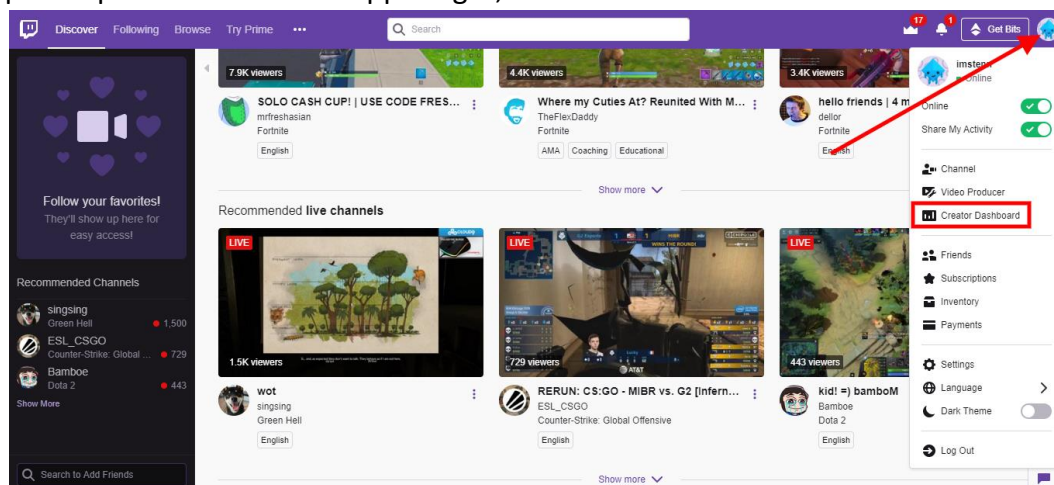 Discover Following Browse Try Prime ••• Search 17 1 Get Bits
Follow your favorites!
They'll show up here for
easy access!
Recommended Channels
singsing
Green Hell 1,500
ESL_CSGO
Counter-Strike: Global ... 729
Bamboe
Dota 2 443
Show More
Search to Add Friends
7.9K viewers
SOLO CASH CUP! | USE CODE FRES...
mrfreshasian
Fortnite
English
4.4K viewers
Where my Cuties At? Reunited With M...
TheFlexDaddy
Fortnite
AMA Coaching Educational
3.4K viewers
hello friends | 4 m
dellor
Fortnite
English
Show more
Recommended live channels
LIVE
1.5K viewers
wot
singsing
Green Hell
English
LIVE
WINS THE ROUND!
AT&T
729 viewers
RERUN: CS:GO - MIBR vs. G2 [Infern...
ESL_CSGO
Counter-Strike: Global Offensive
English
LIVE
443 viewers
kid! =) bamboM
Bamboe
Dota 2
English
Show more
Online
Online
Share My Activity
Channel
Video Producer
Creator Dashboard
Friends
Subscriptions
Inventory
Payments
Settings
Language
Dark Theme
Log Out